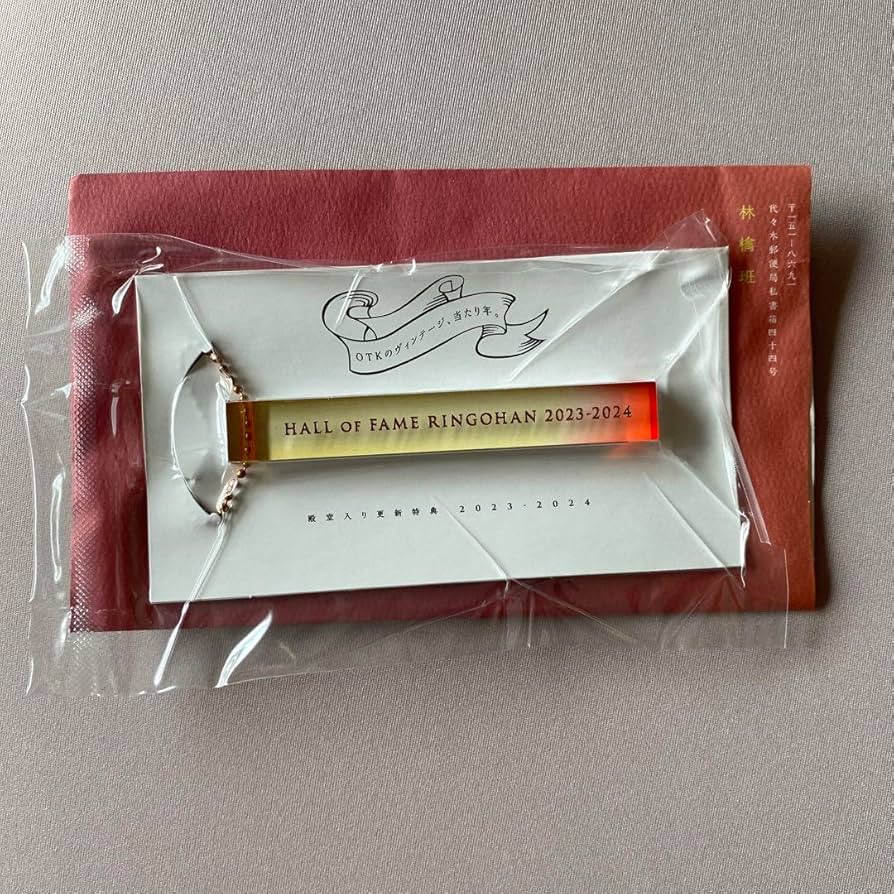 OTKのヴィンテージ、当たり年。
HALL OF FAME RINGOHAN 2023-2024
殿堂入り更新特典 2023-2024
林檎班
〒一五一-八六九一
代々木郵便局私書箱四十四号